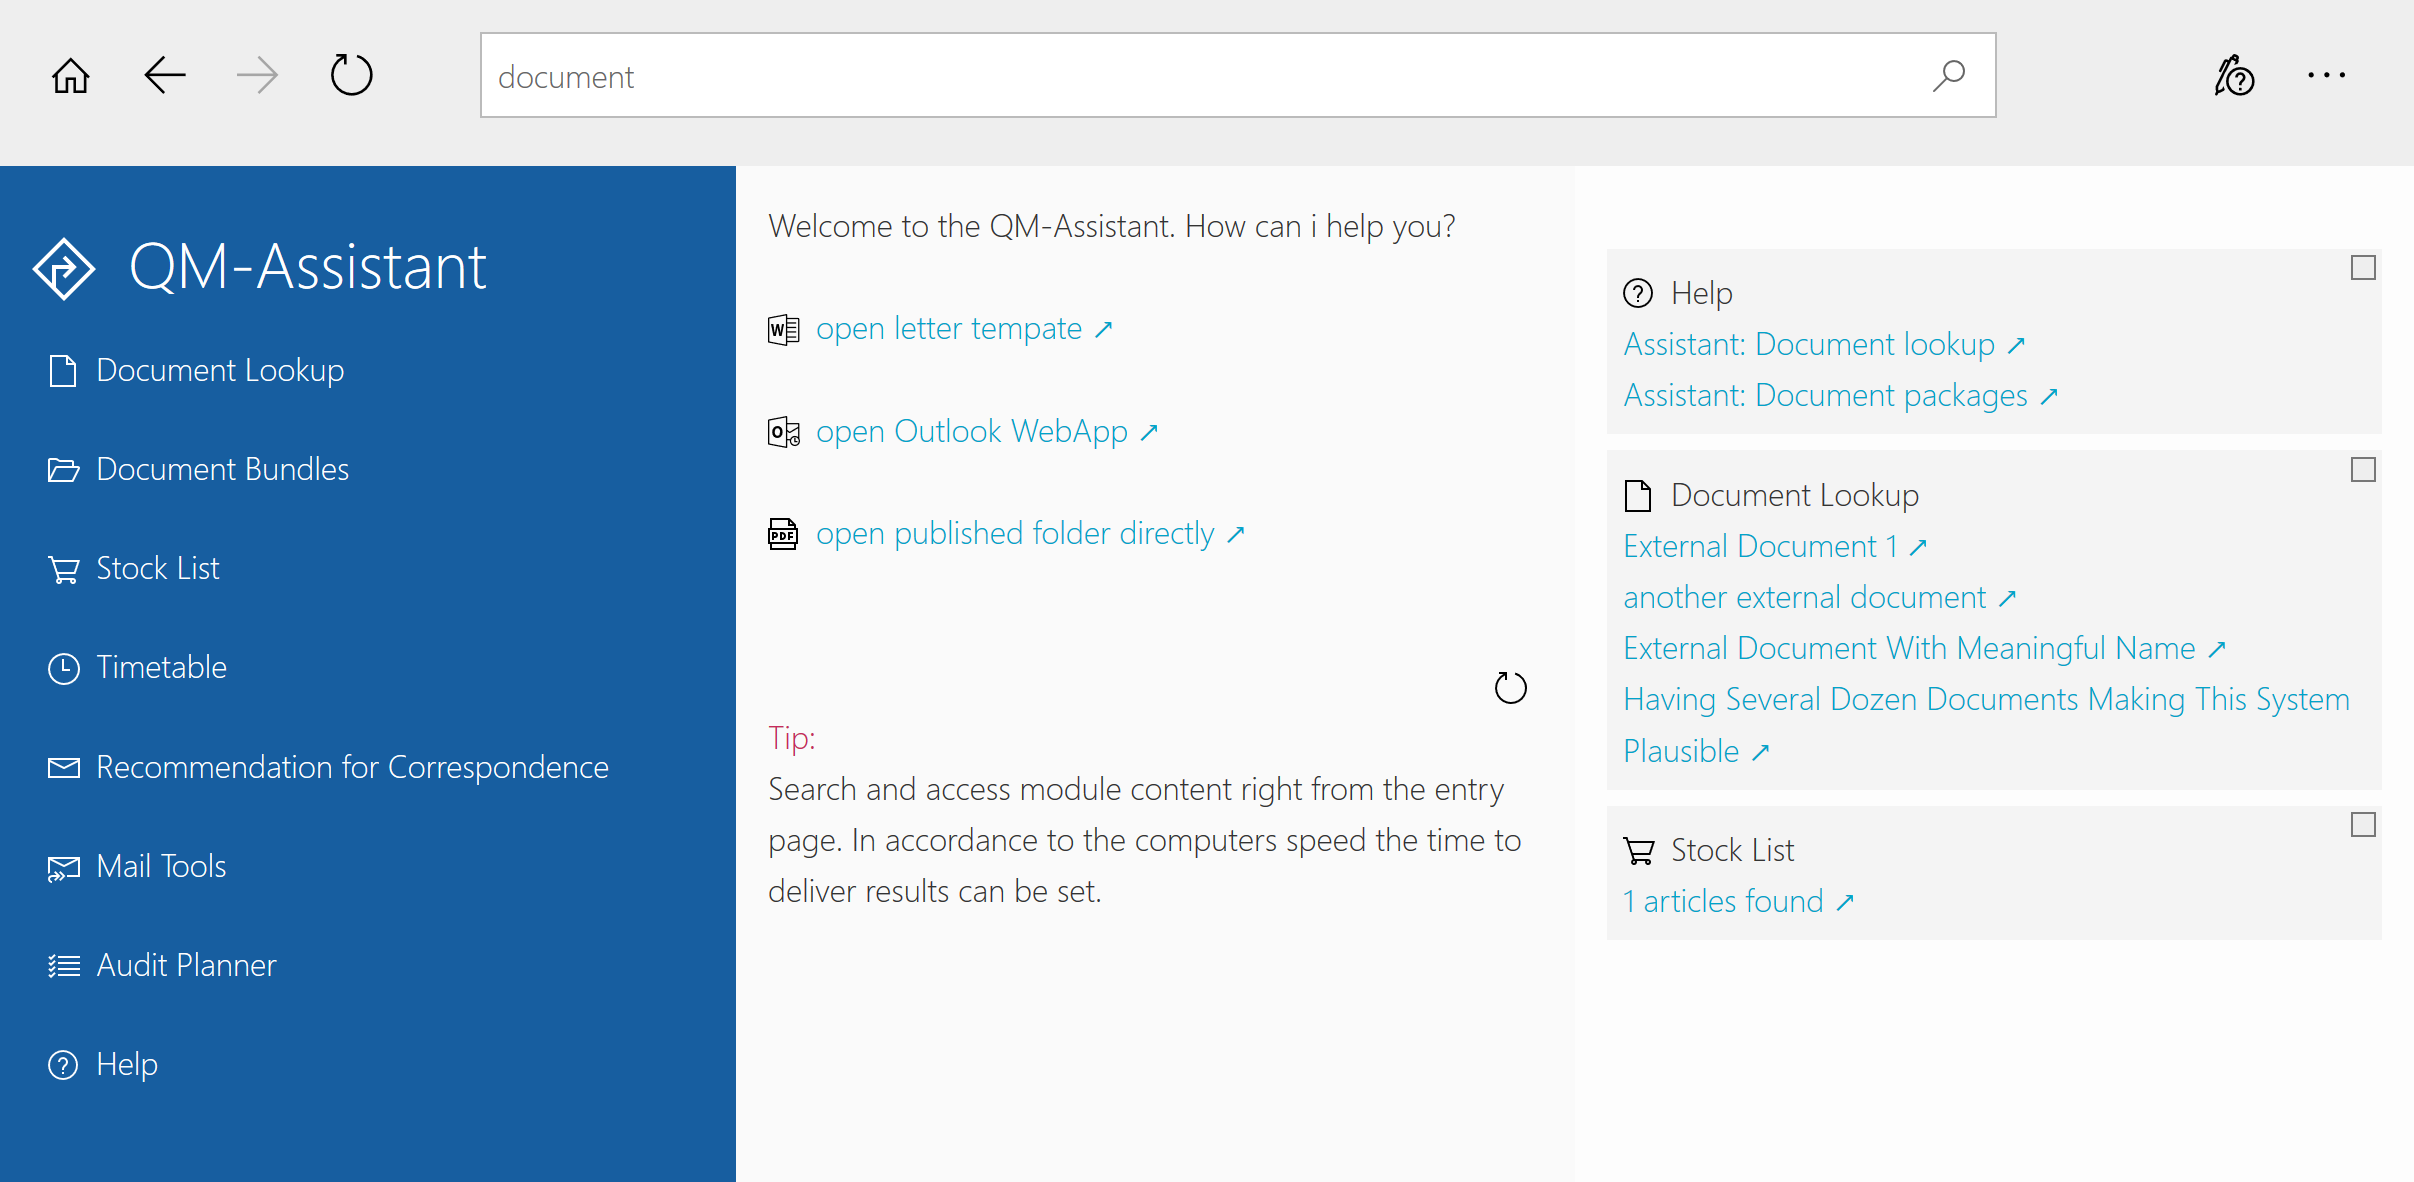 document
QM-Assistant
Document Lookup
Document Bundles
Stock List
Timetable
Recommendation for Correspondence
Mail Tools
Audit Planner
Help
Welcome to the QM-Assistant. How can i help you?
open letter tempate ↗
open Outlook WebApp ↗
PDF open published folder directly ↗
Tip:
Search and access module content right from the entry
page. In accordance to the computers speed the time to
deliver results can be set.
Help
Assistant: Document lookup ↗
Assistant: Document packages ↗
Document Lookup
External Document 1 ↗
another external document ↗
External Document With Meaningful Name ↗
Having Several Dozen Documents Making This System
Plausible ↗
Stock List
1 articles found ↗